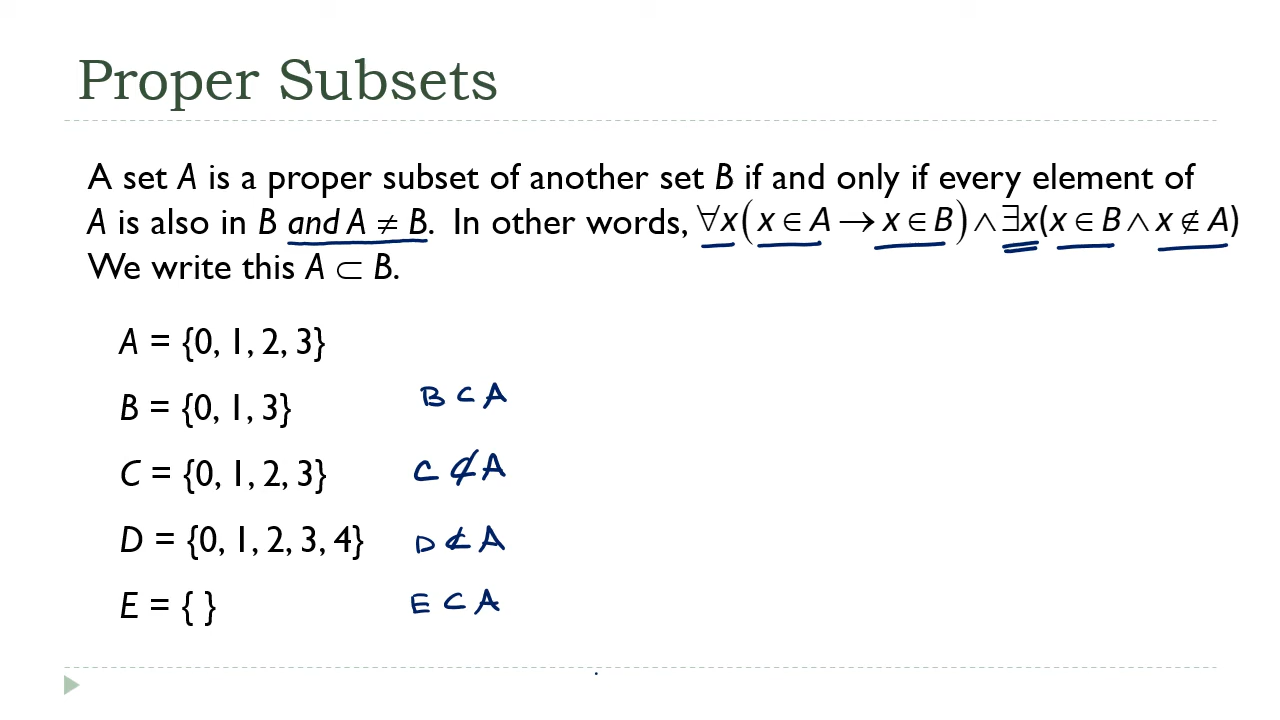 Proper Subsets
A set A is a proper subset of another set B if and only if every element of
A is also in B and A ≠ B. In other words, ∀x(x ∈ A → x ∈ B) ∧ ∃x(x ∈ B ∧ x ∉ A)
We write this A ⊂ B.
A = {0, 1, 2, 3}
B = {0, 1, 3} B ⊂ A
C = {0, 1, 2, 3} C ⊄ A
D = {0, 1, 2, 3, 4} D ⊄ A
E = { } E ⊂ A